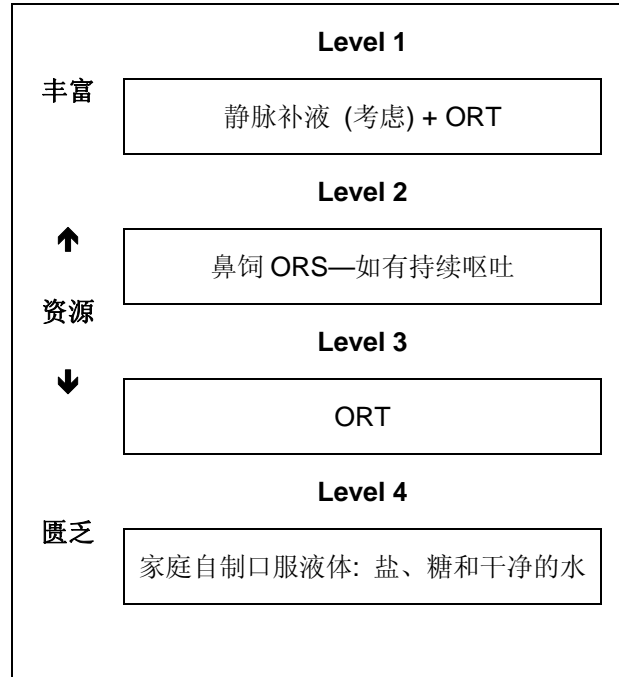 Level 1
丰富
静脉补液 (考虑) + ORT
Level 2
↑
鼻饲 ORS—如有持续呕吐
资源
Level 3
↓
ORT
Level 4
匮乏
家庭自制口服液体: 盐、糖和干净的水